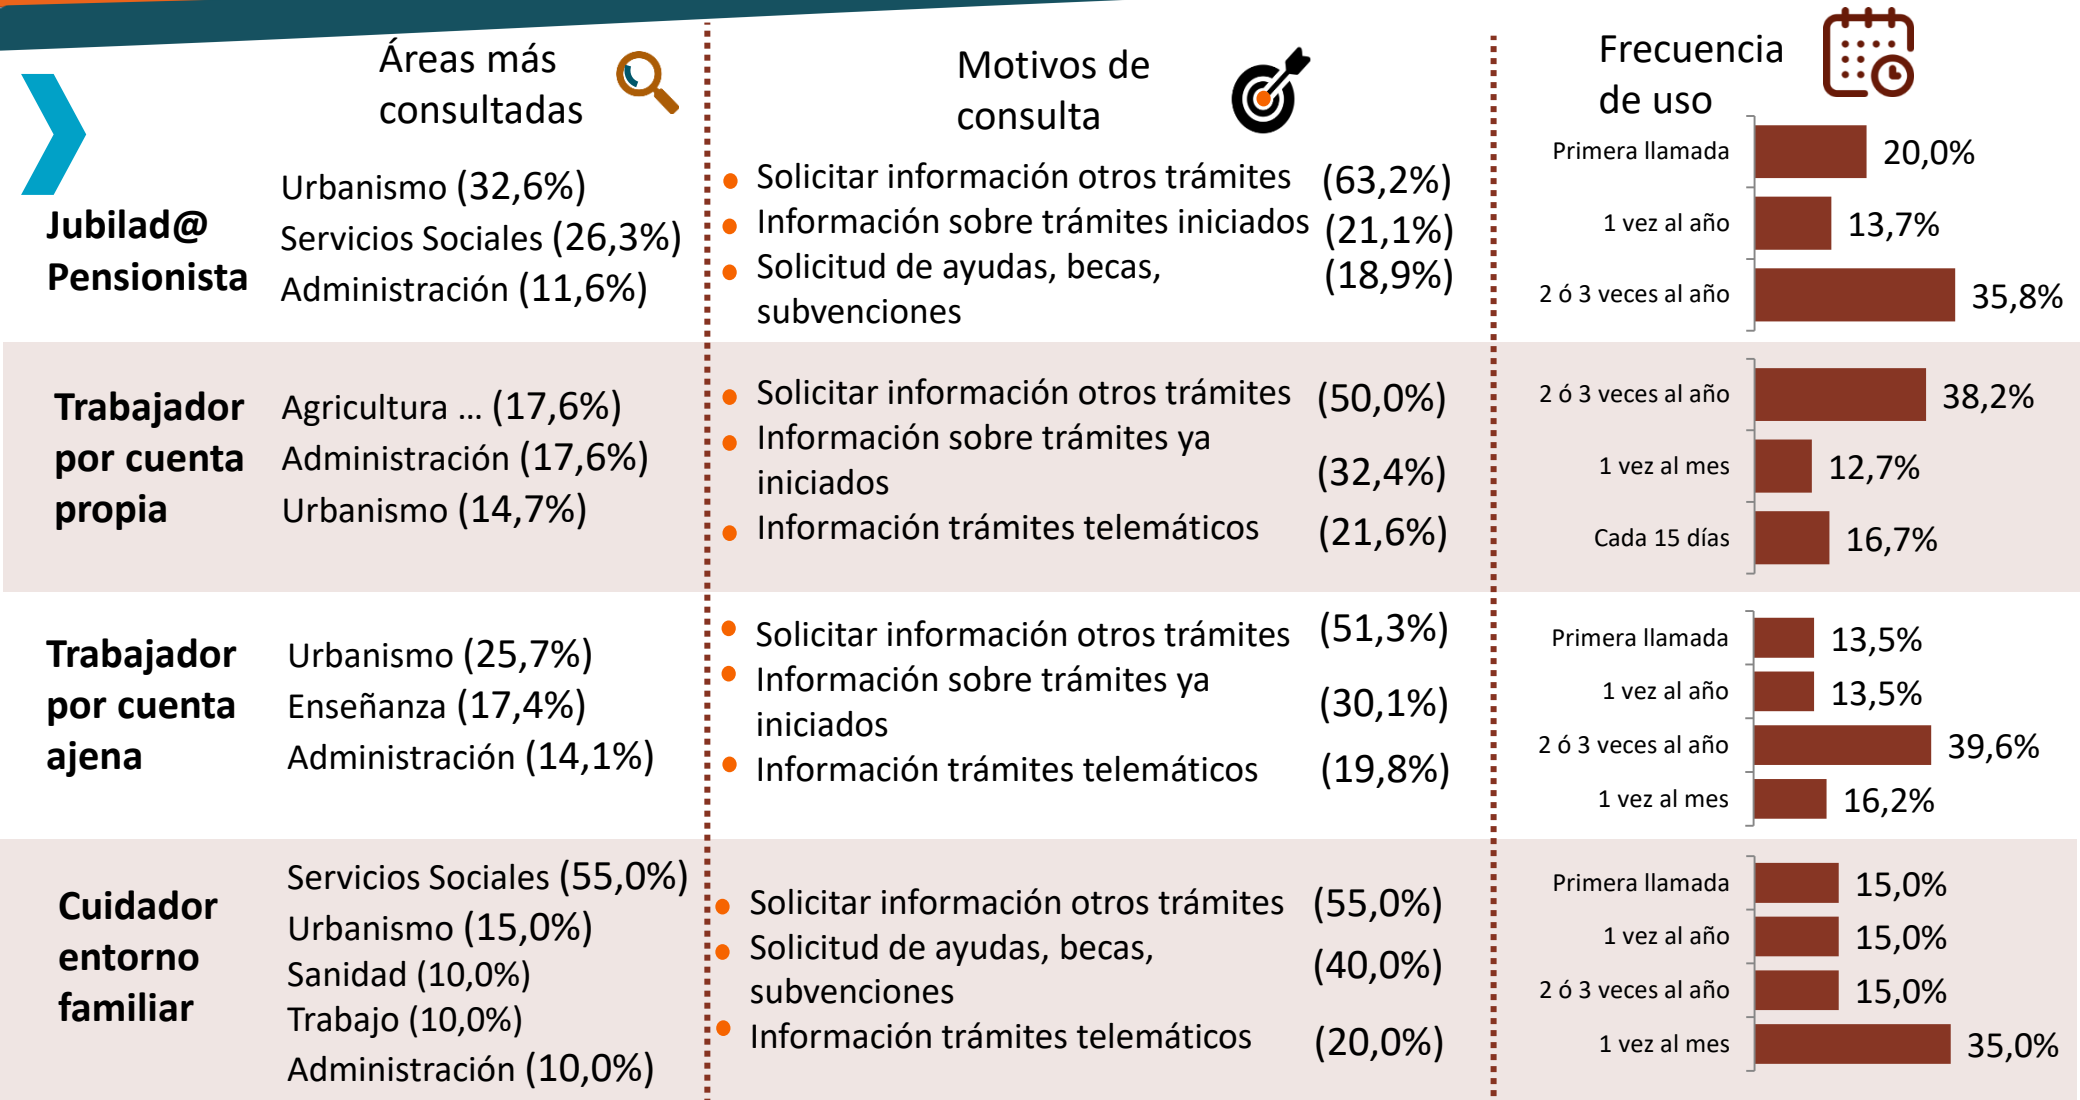 Áreas más
consultadas
Motivos de
consulta
Frecuencia
de uso
Jubilad@
Pensionista
Urbanismo (32,6%)
Servicios Sociales (26,3%)
Administración (11,6%)
Solicitar información otros trámites (63,2%)
Información sobre trámites iniciados (21,1%)
Solicitud de ayudas, becas, (18,9%)
subvenciones
Primera llamada 20,0%
1 vez al año 13,7%
2 ó 3 veces al año 35,8%
Trabajador
por cuenta
propia
Agricultura ... (17,6%)
Administración (17,6%)
Urbanismo (14,7%)
Solicitar información otros trámites (50,0%)
Información sobre trámites ya
iniciados (32,4%)
Información trámites telemáticos (21,6%)
2 ó 3 veces al año 38,2%
1 vez al mes 12,7%
Cada 15 días 16,7%
Trabajador
por cuenta
ajena
Urbanismo (25,7%)
Enseñanza (17,4%)
Administración (14,1%)
Solicitar información otros trámites (51,3%)
Información sobre trámites ya
iniciados (30,1%)
Información trámites telemáticos (19,8%)
Primera llamada 13,5%
1 vez al año 13,5%
2 ó 3 veces al año 39,6%
1 vez al mes 16,2%
Cuidador
entorno
familiar
Servicios Sociales (55,0%)
Urbanismo (15,0%)
Sanidad (10,0%)
Trabajo (10,0%)
Administración (10,0%)
Solicitar información otros trámites (55,0%)
Solicitud de ayudas, becas,
subvenciones (40,0%)
Información trámites telemáticos (20,0%)
Primera llamada 15,0%
1 vez al año 15,0%
2 ó 3 veces al año 15,0%
1 vez al mes 35,0%